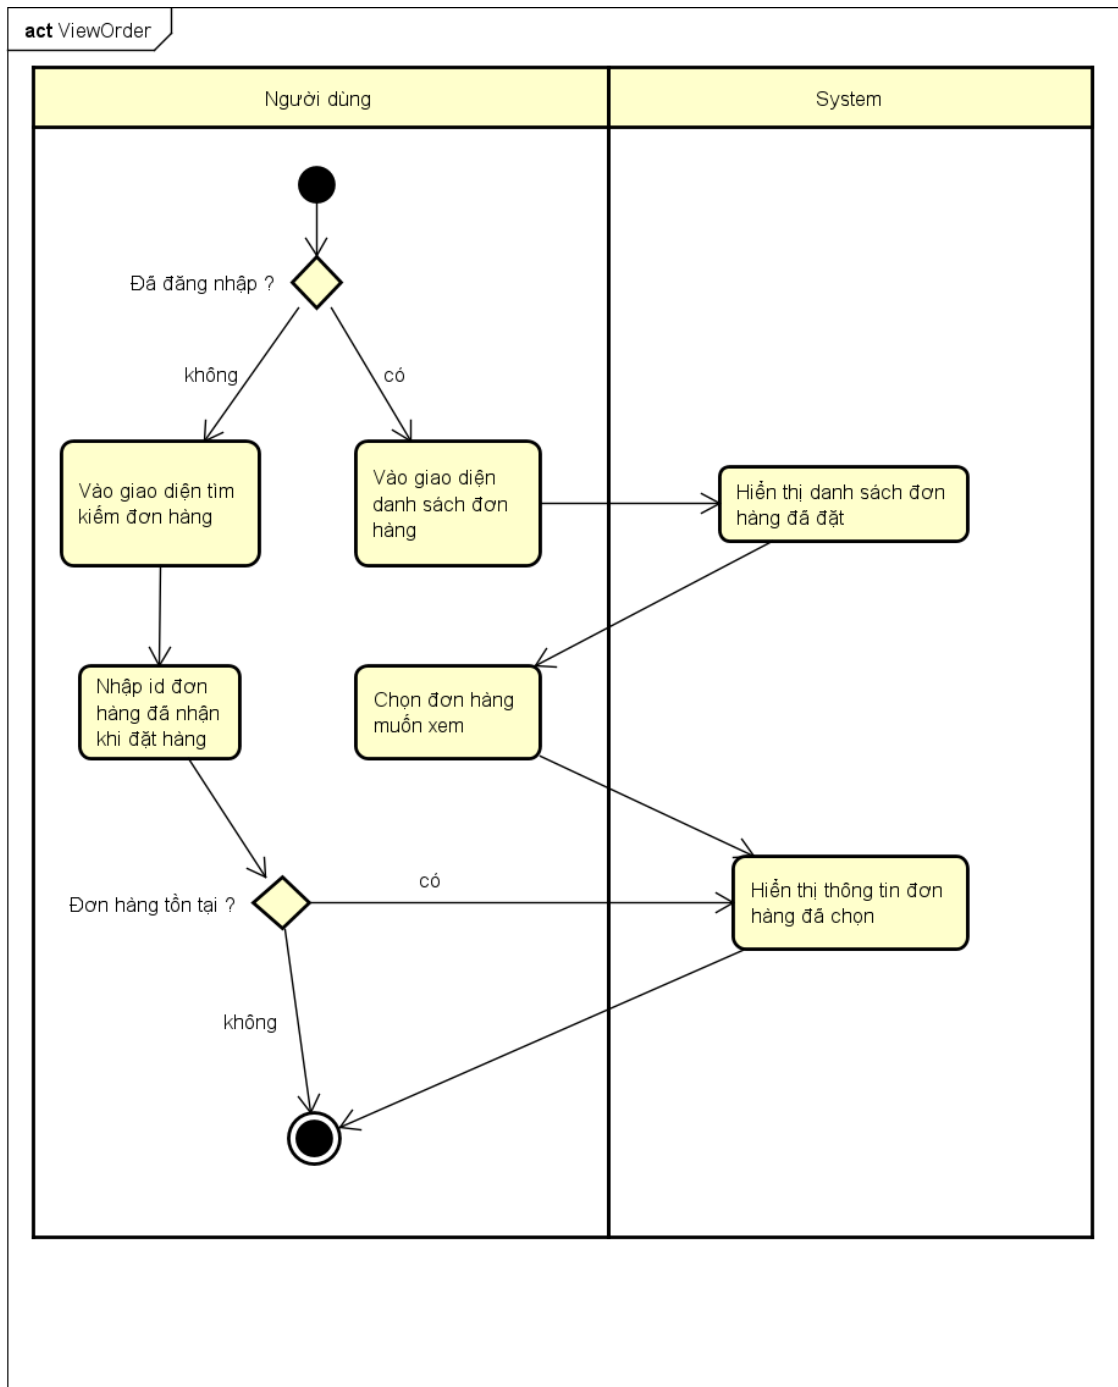 act ViewOrder
Người dùng
System
Đã đăng nhập ?
không
có
Vào giao diện tìm
kiếm đơn hàng
Vào giao diện
danh sách đơn
hàng
Hiển thị danh sách đơn
hàng đã đặt
Nhập id đơn
hàng đã nhận
khi đặt hàng
Chọn đơn hàng
muốn xem
Đơn hàng tồn tại ?
có
Hiển thị thông tin đơn
hàng đã chọn
không